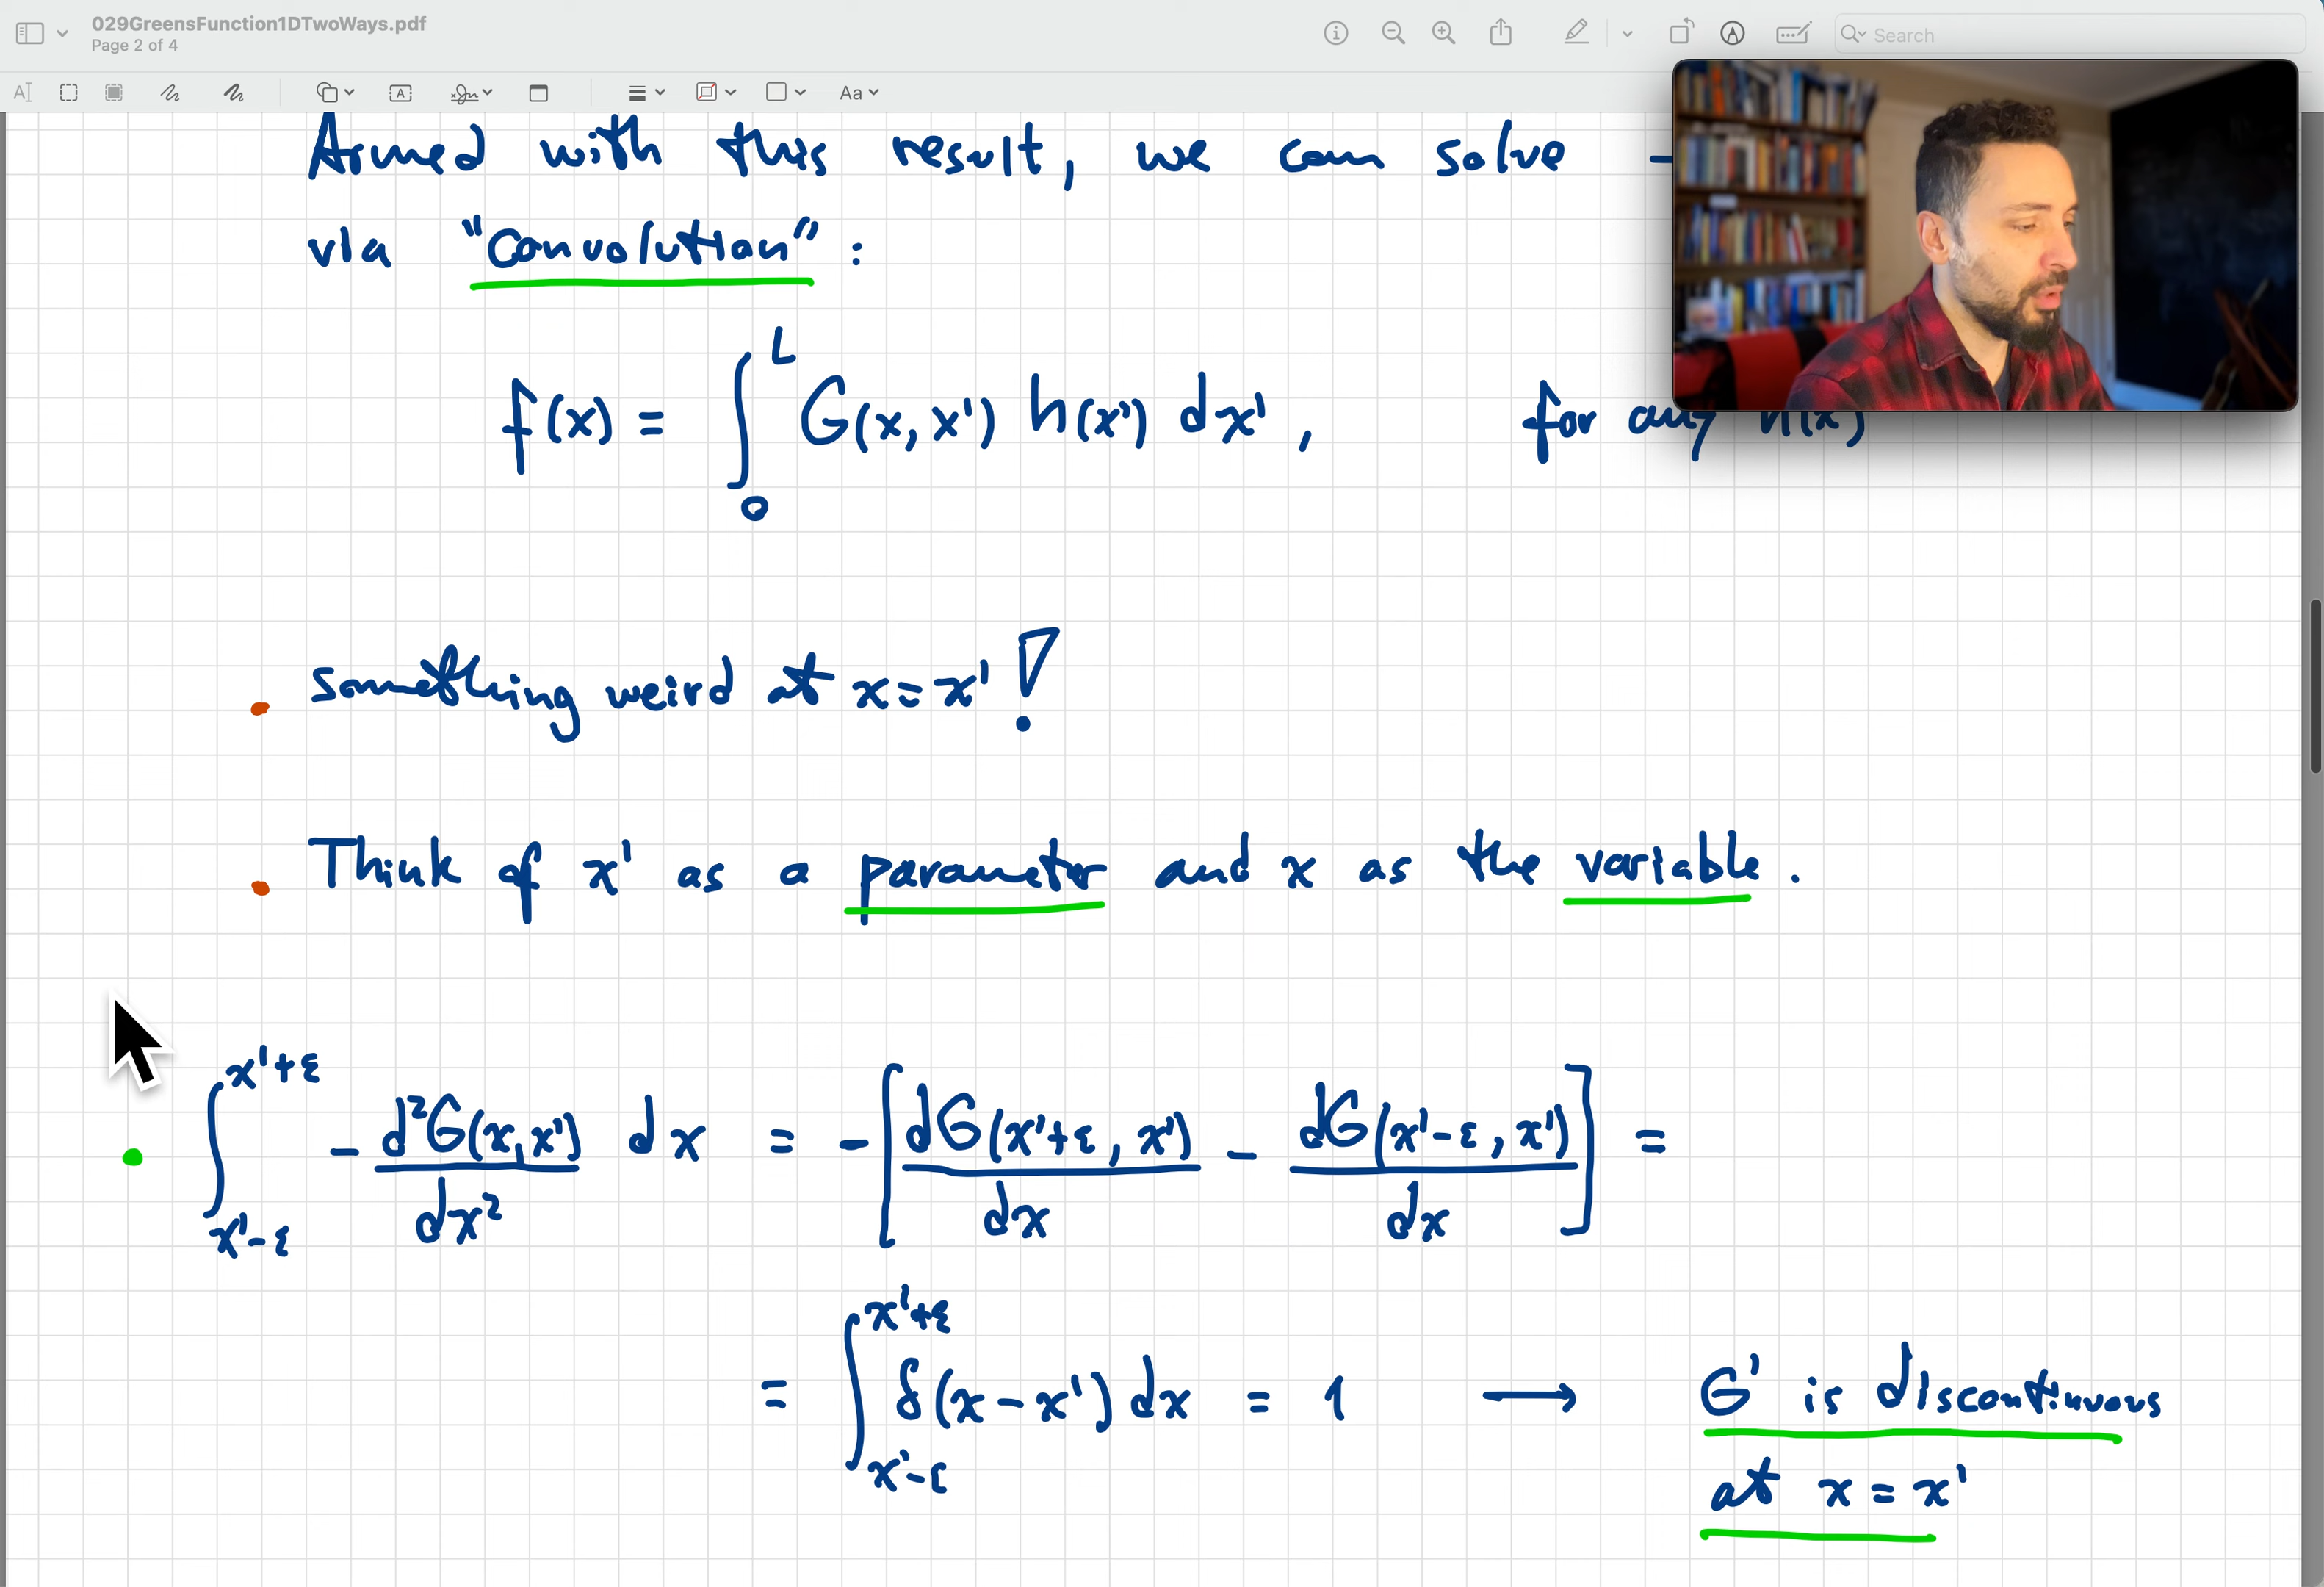 029GreensFunction1DTwoWays.pdf
Page 2 of 4
Search
Aa
Armed with this result, we can solve -
via "convolution" :
f(x) = ∫₀ᴸ G(x, x') h(x') dx' , for any h(x)
• something weird at x = x' !
• Think of x' as a parameter and x as the variable .
• ∫_{x'-ε}^{x'+ε} - d²G(x,x')/dx² dx = - [ dG(x'+ε, x')/dx - dG(x'-ε, x')/dx ] =
= ∫_{x'-ε}^{x'+ε} δ(x - x') dx = 1 ⟶ G' is discontinuous
at x = x'